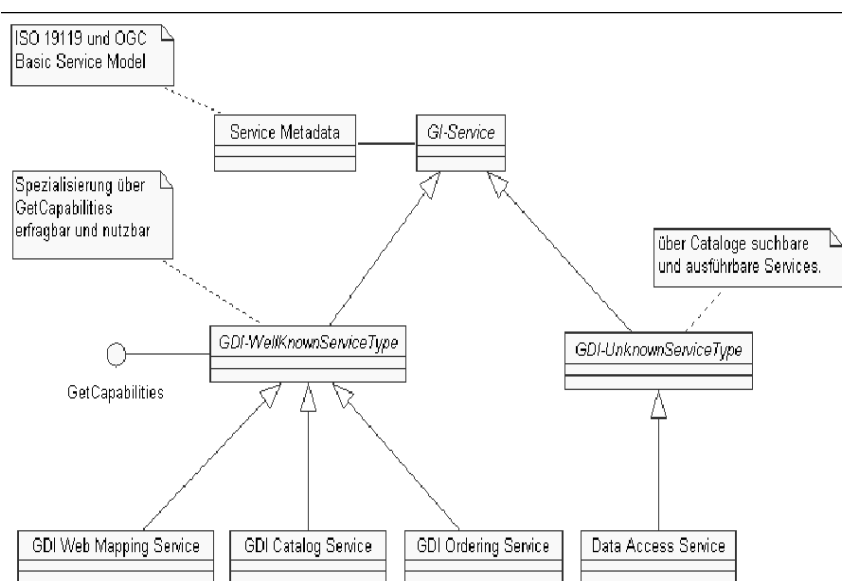 ISO 19119 und OGC
Basic Service Model
Service Metadata
GI-Service
Spezialisierung über
GetCapabilities
erfragbar und nutzbar
über Cataloge suchbare
und ausführbare Services.
GDI-WellKnownServiceType
GDI-UnknownServiceType
GetCapabilities
GDI Web Mapping Service
GDI Catalog Service
GDI Ordering Service
Data Access Service